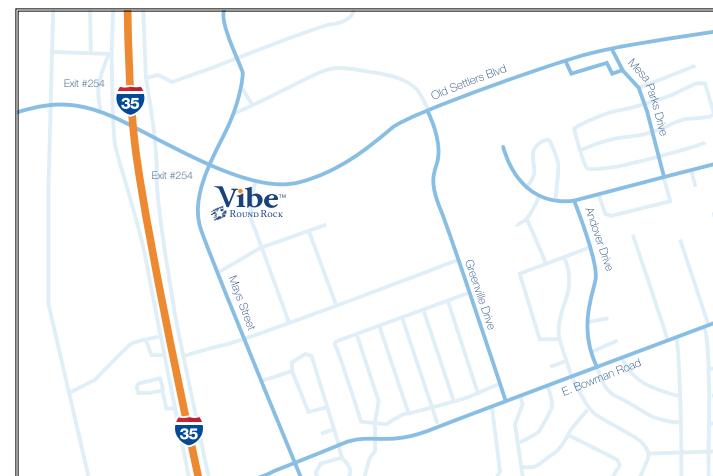 Exit #254
35
Old Settlers Blvd
Mesa Parks Drive
Exit #254
Vibe™
ROUND ROCK
Andover Drive
Mays Street
Greenville Drive
E. Bowman Road
35